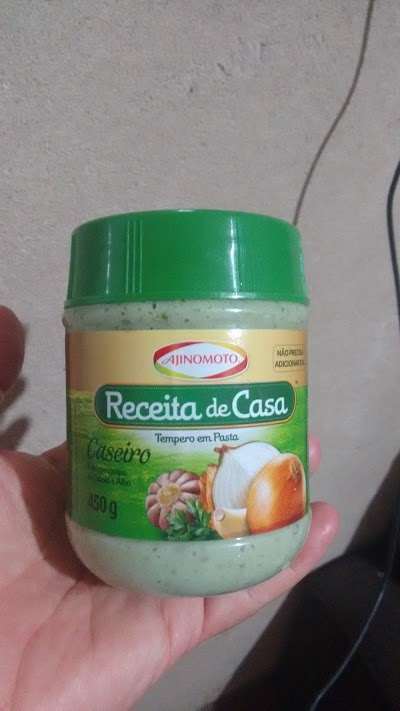 AJINOMOTO
NÃO PRECISA
ADICIONAR
Receita de Casa
Tempero em Pasta
Caseiro
450 g